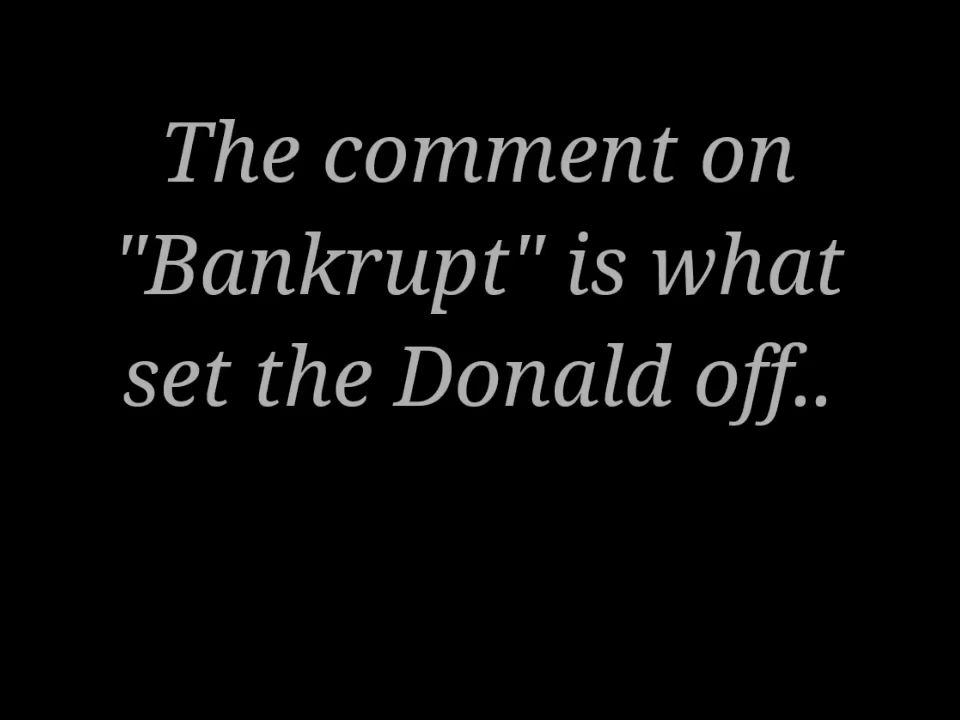 The comment on
"Bankrupt" is what
set the Donald off..